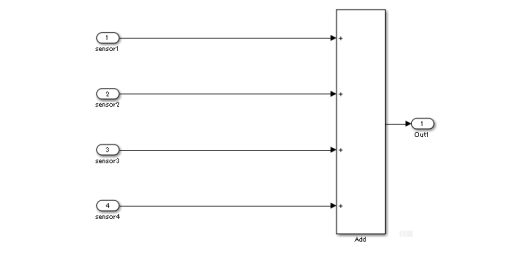 1
sensor1
+
2
sensor2
+
1
Out1
3
sensor3
+
4
sensor4
+
Add